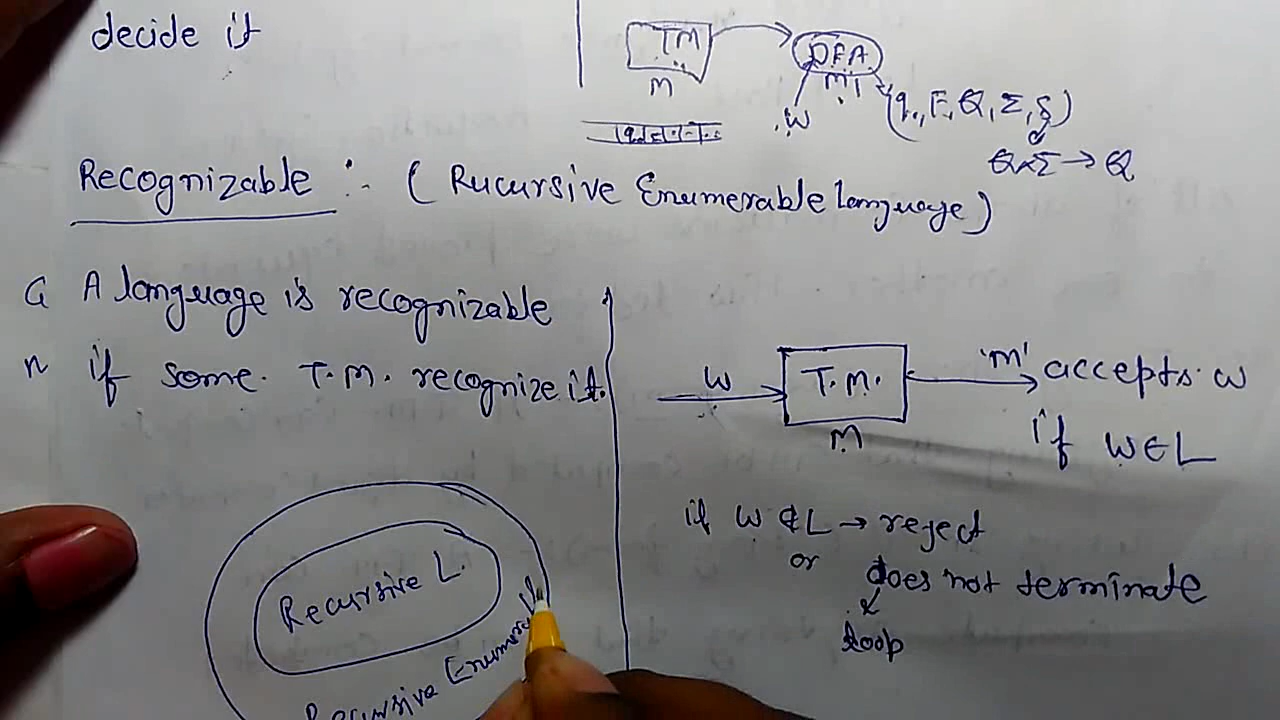 decide it
TM
M
DFA
M1
w
(q₀, F, Q, Σ, δ)
Q×Σ → Q
Recognizable :- (Rucursive Enumerable language)
G A language is recognizable
n if some T.M. recognize it.
w
T.M.
M
'm' accepts w
if w ∈ L
if w ∉ L → reject
or does not terminate
loop
Recursive L.
Recursive